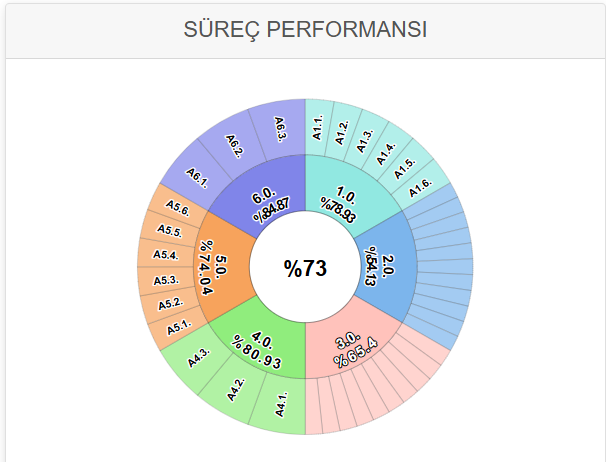 SÜREÇ PERFORMANSI
%73
1.0.
%78.93
2.0.
%54.13
3.0.
%65.4
4.0.
%80.93
5.0.
%74.04
6.0.
%84.87
A1.1.
A1.2.
A1.3.
A1.4.
A1.5.
A1.6.
A4.1.
A4.2.
A4.3.
A5.1.
A5.2.
A5.3.
A5.4.
A5.5.
A5.6.
A6.1.
A6.2.
A6.3.